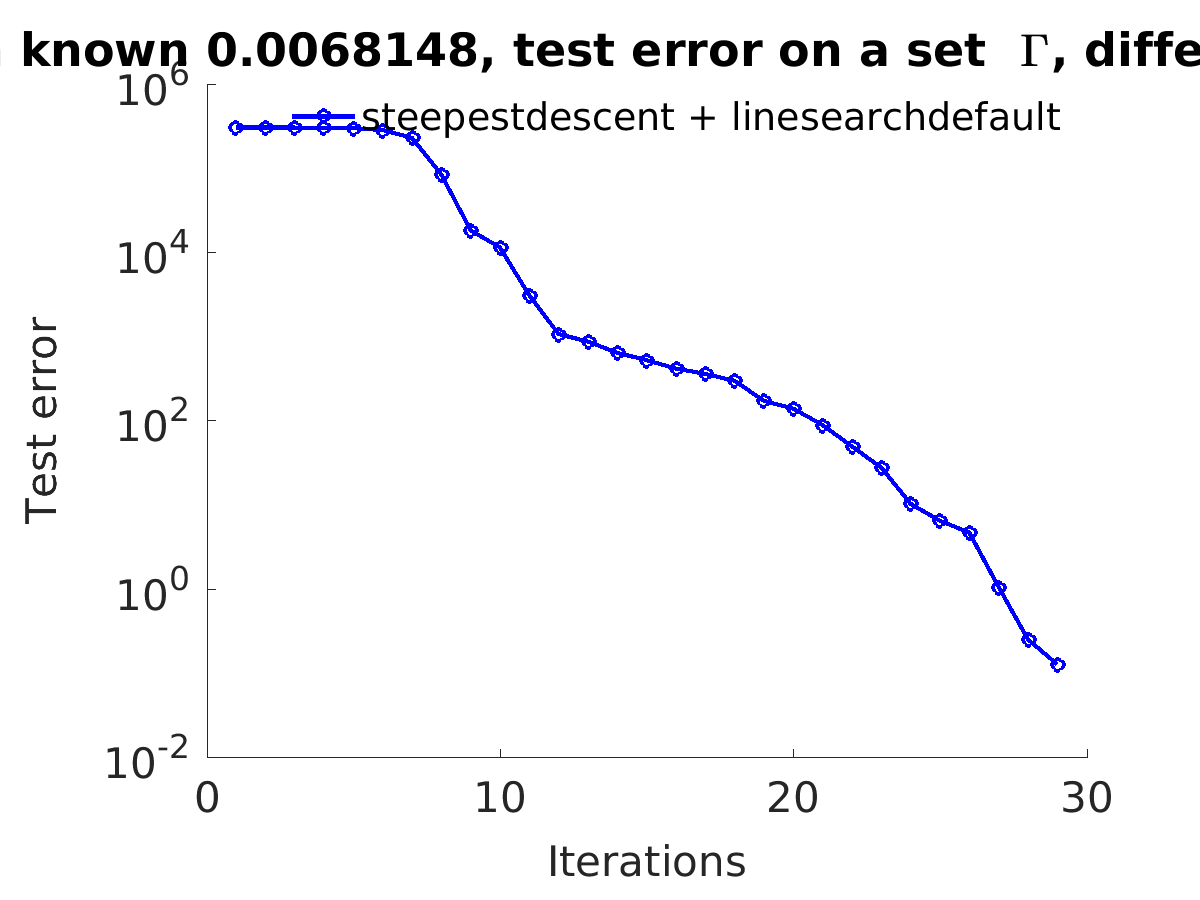 known 0.0068148, test error on a set Γ, diffe
10^6
steepestdescent + linesearchdefault
10^4
10^2
10^0
10^-2
Test error
0 10 20 30
Iterations